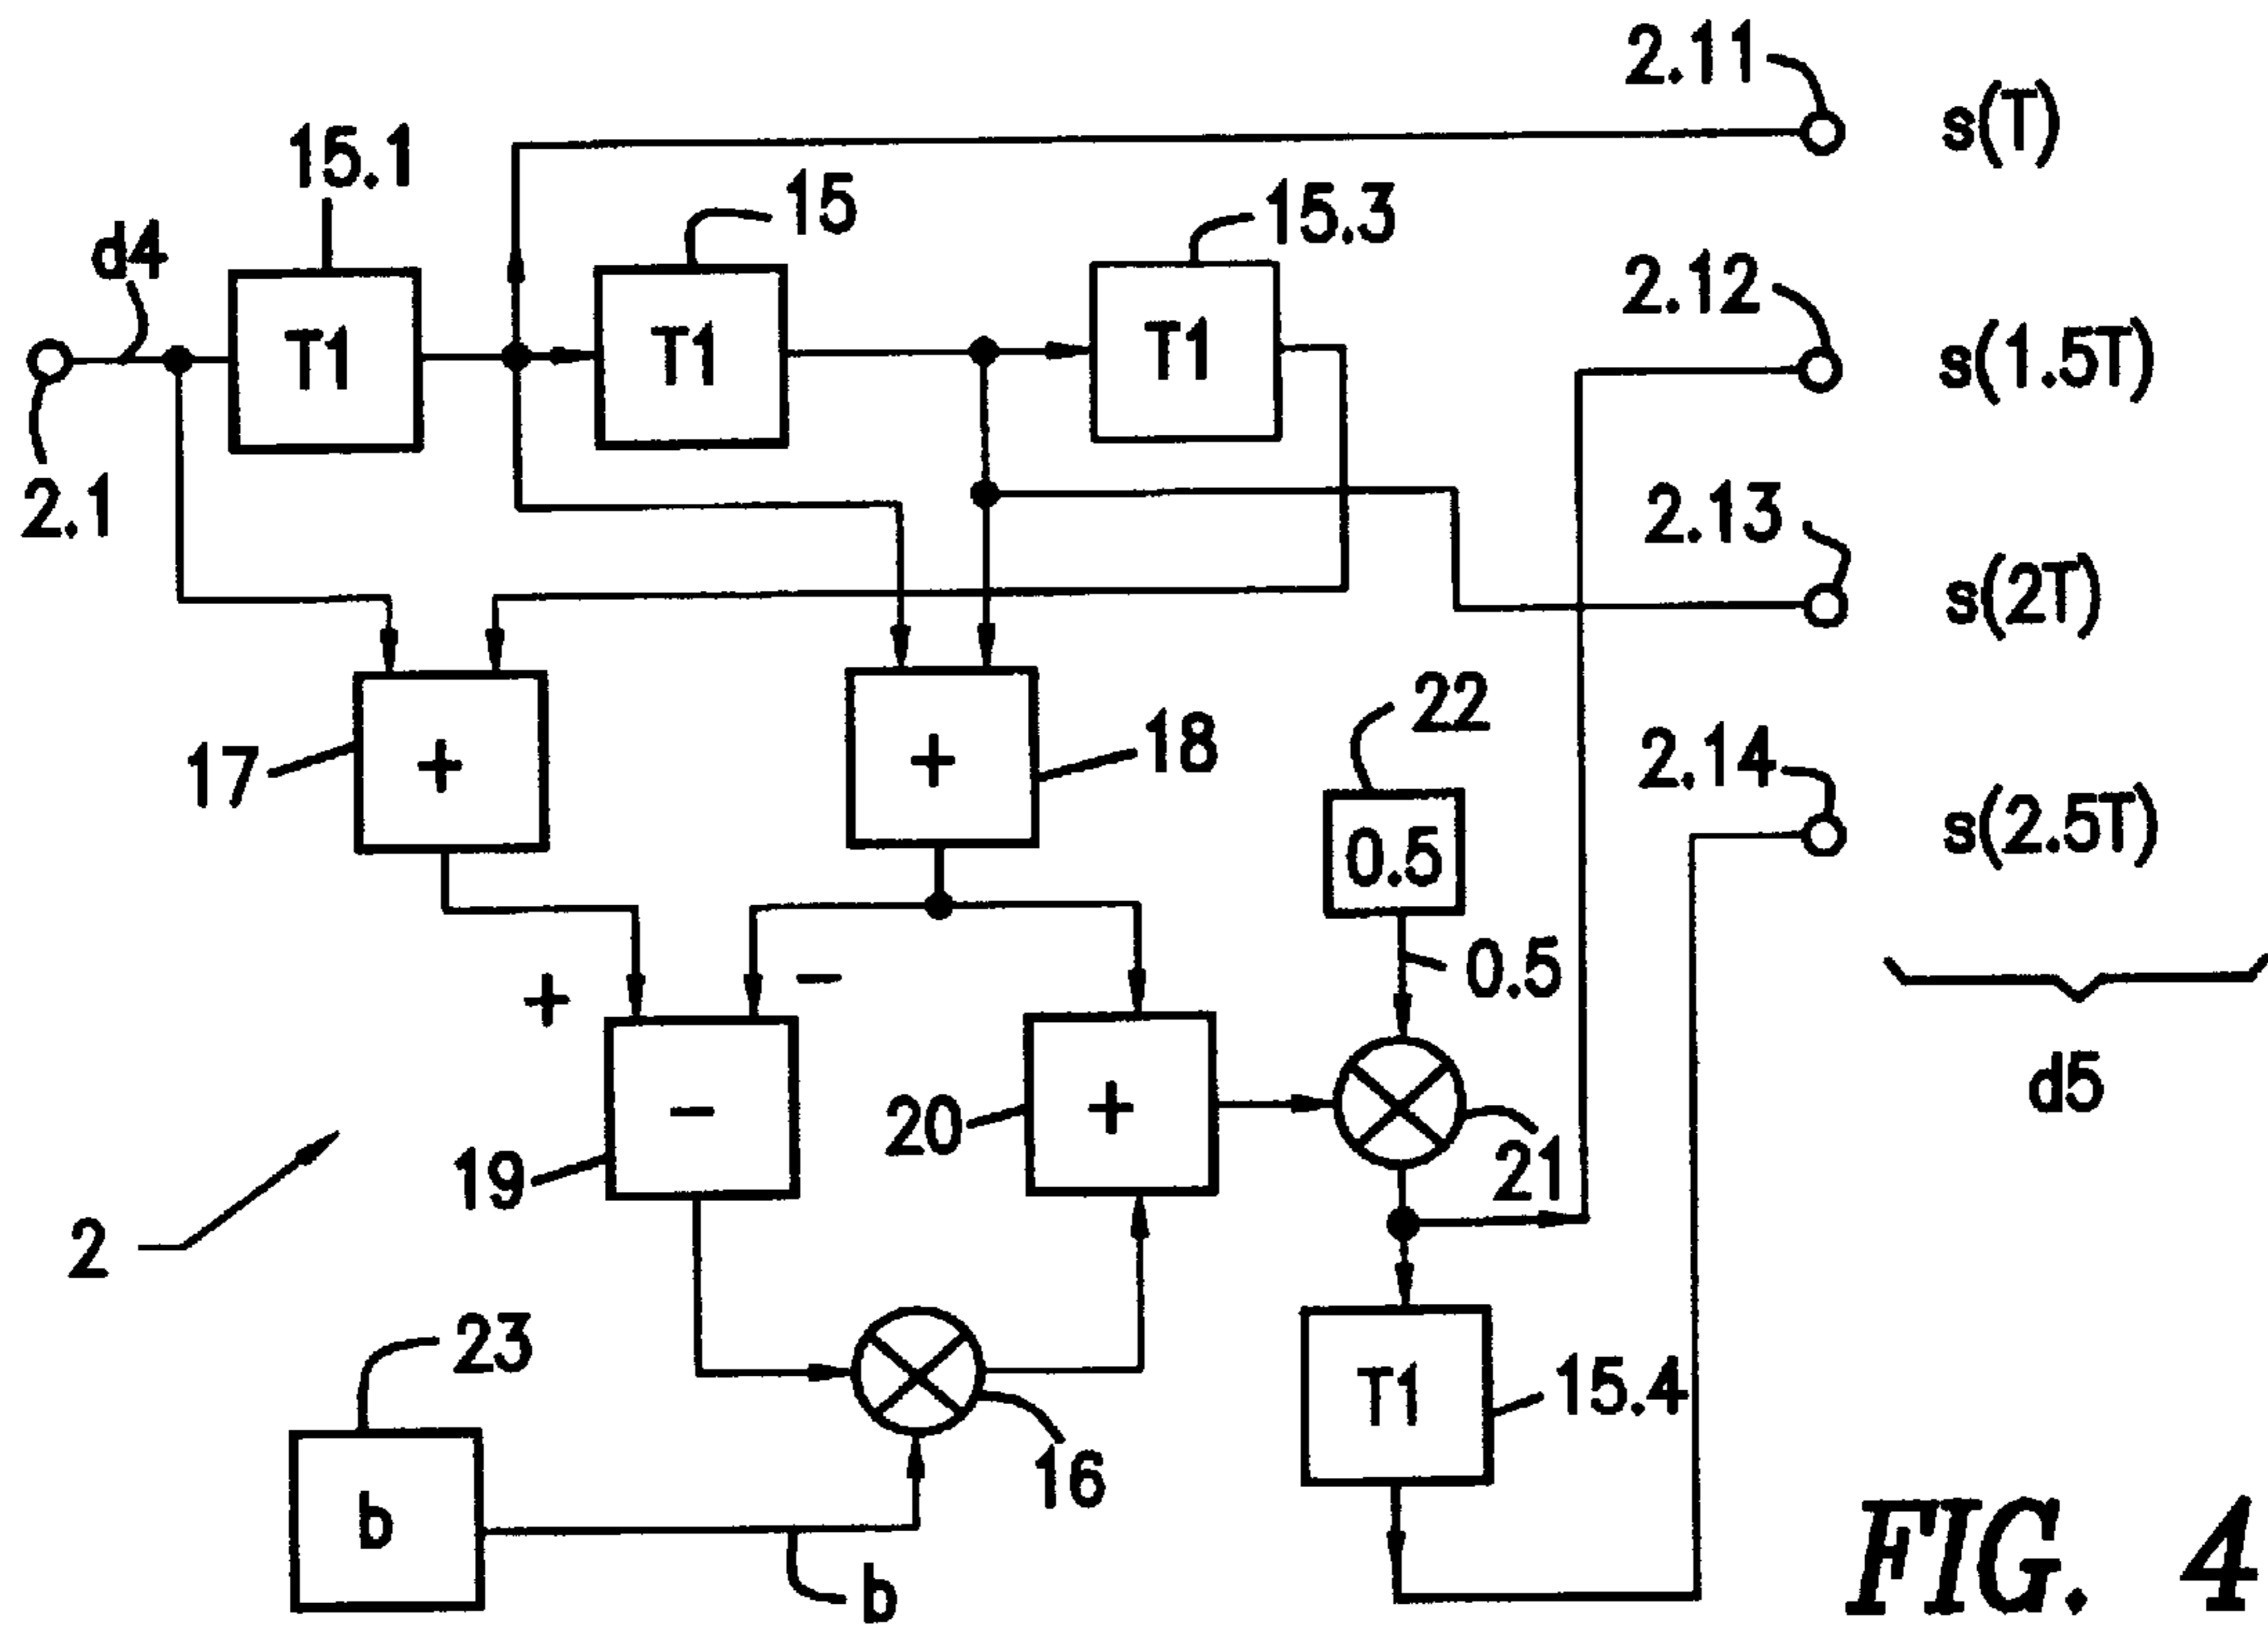 2.11
s(T)
15.1
15
15.3
d4
2.12
T1
T1
T1
s(1.5T)
2.1
2.13
s(2T)
22
17
+
+
18
2.14
0.5
s(2.5T)
+
−
0.5
−
20
+
d5
19
21
2
23
T1
15.4
16
b
b
FIG. 4